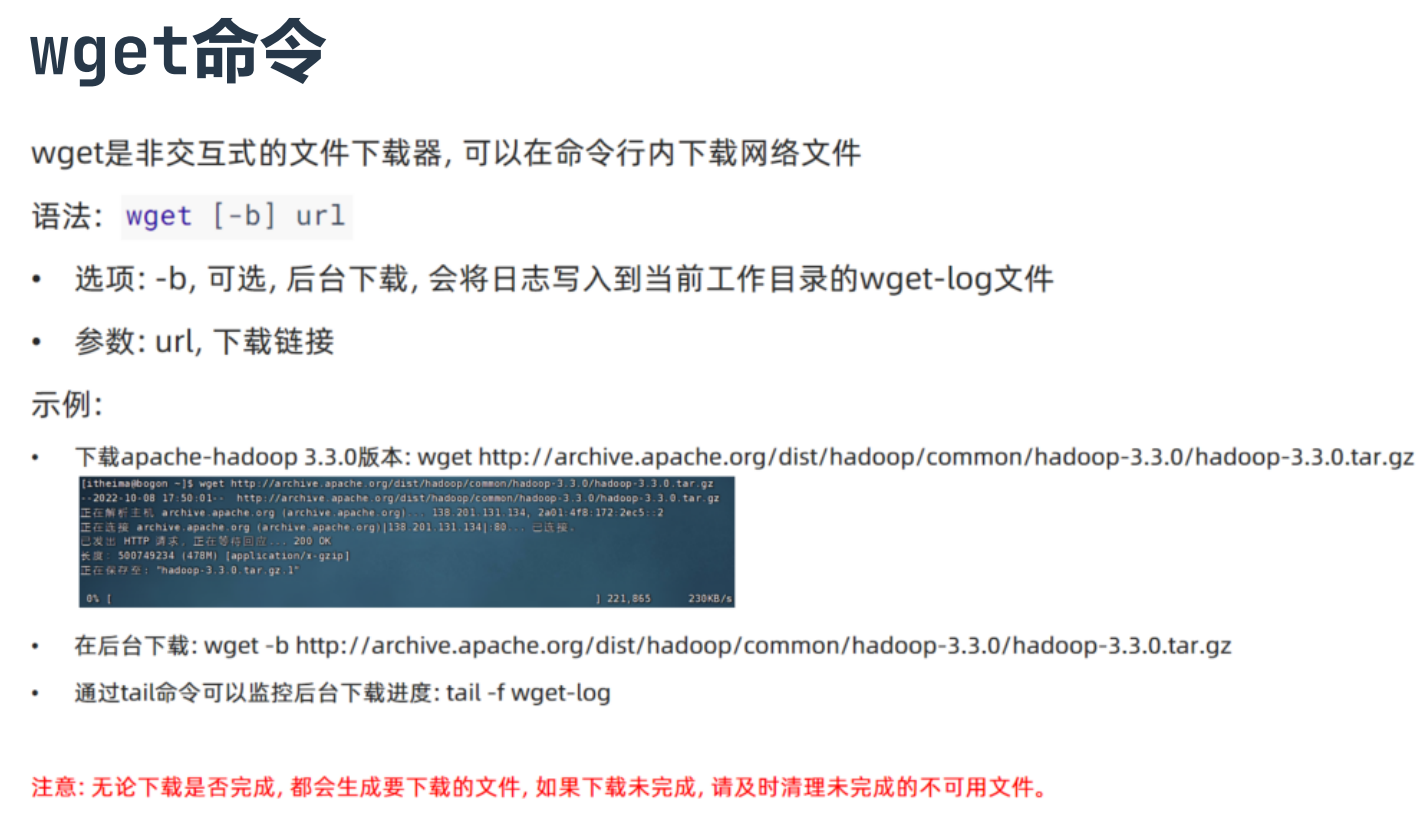 wget命令
wget是非交互式的文件下载器, 可以在命令行内下载网络文件
语法: wget [-b] url
• 选项: -b, 可选, 后台下载, 会将日志写入到当前工作目录的wget-log文件
• 参数: url, 下载链接
示例:
• 下载apache-hadoop 3.3.0版本: wget http://archive.apache.org/dist/hadoop/common/hadoop-3.3.0/hadoop-3.3.0.tar.gz
[itheima@bogon ~]$ wget http://archive.apache.org/dist/hadoop/common/hadoop-3.3.0/hadoop-3.3.0.tar.gz
--2022-10-08 17:50:01-- http://archive.apache.org/dist/hadoop/common/hadoop-3.3.0/hadoop-3.3.0.tar.gz
正在解析主机 archive.apache.org (archive.apache.org)... 138.201.131.134, 2a01:4f8:172:2ec5::2
正在连接 archive.apache.org (archive.apache.org)|138.201.131.134|:80... 已连接。
已发出 HTTP 请求，正在等待回应... 200 OK
长度：500749234 (478M) [application/x-gzip]
正在保存至: "hadoop-3.3.0.tar.gz.1"
0% [ ] 221,865 230KB/s
• 在后台下载: wget -b http://archive.apache.org/dist/hadoop/common/hadoop-3.3.0/hadoop-3.3.0.tar.gz
• 通过tail命令可以监控后台下载进度: tail -f wget-log
注意: 无论下载是否完成, 都会生成要下载的文件, 如果下载未完成, 请及时清理未完成的不可用文件。